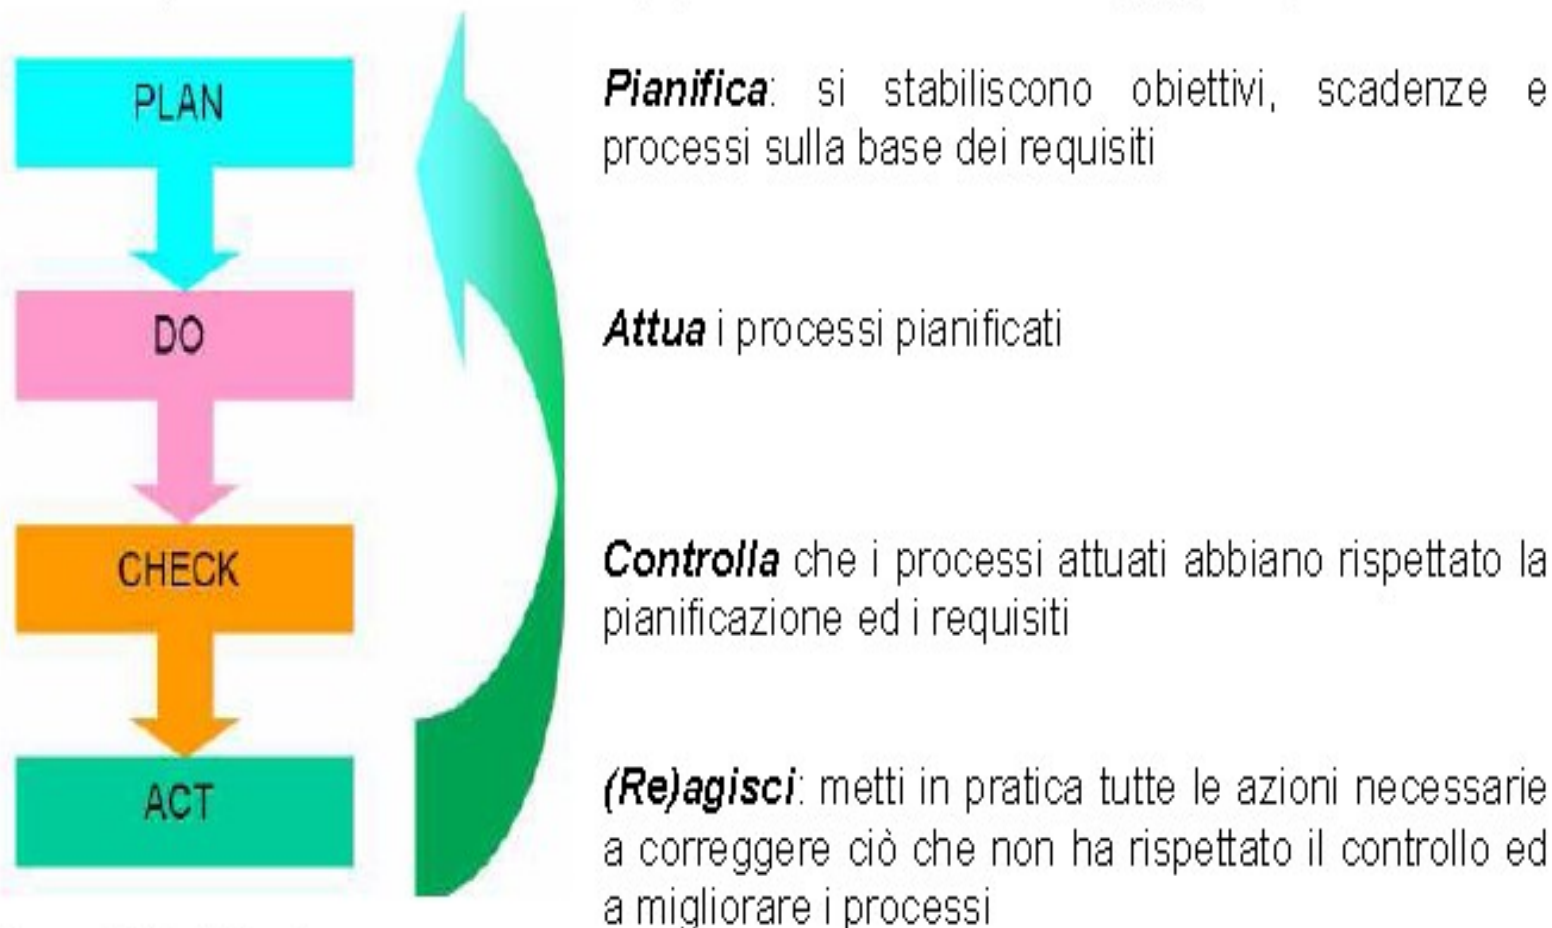 PLAN
Pianifica: si stabiliscono obiettivi, scadenze e
processi sulla base dei requisiti
DO
Attua i processi pianificati
CHECK
Controlla che i processi attuati abbiano rispettato la
pianificazione ed i requisiti
ACT
(Re)agisci: metti in pratica tutte le azioni necessarie
a correggere ciò che non ha rispettato il controllo ed
a migliorare i processi